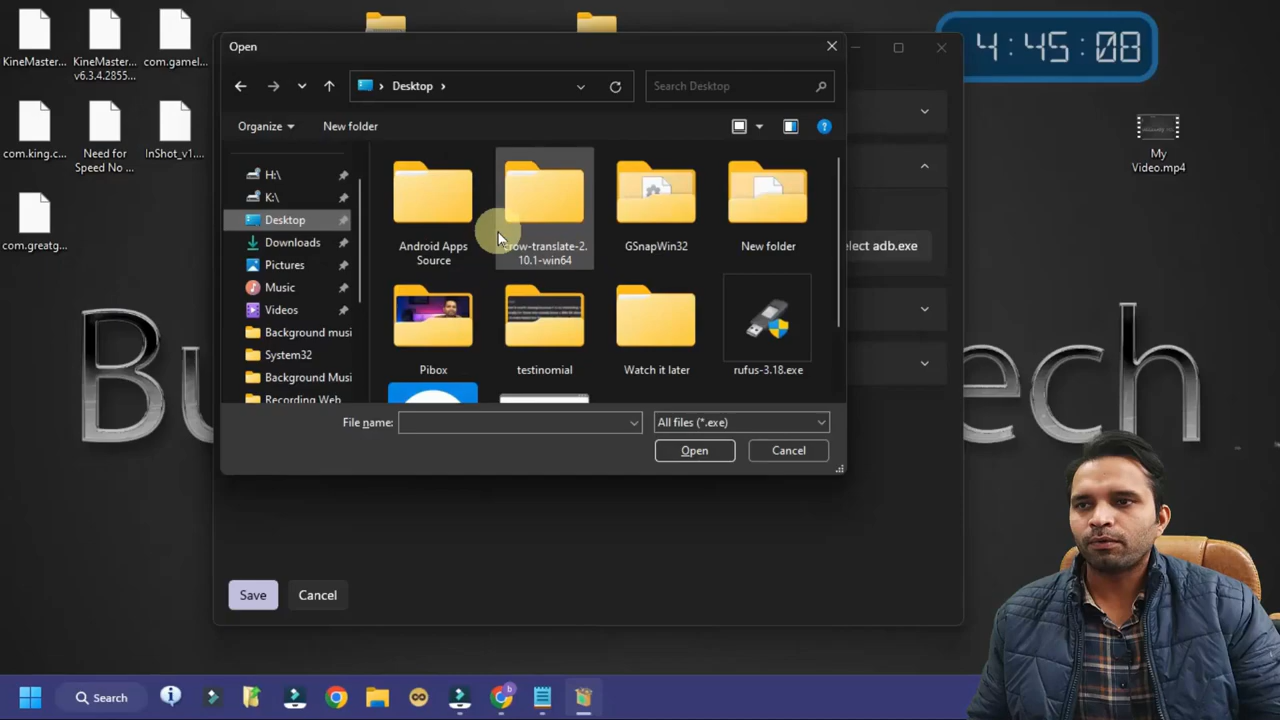 KineMaster...
KineMaster...
v6.3.4.2855...
com.gamel...
com.king.c...
Need for
Speed No ...
InShot_v1....
com.greatg...
Open
Desktop
Search Desktop
Organize
New folder
H:\
K:\
Desktop
Downloads
Pictures
Music
Videos
Background musi
System32
Background Musi
Recording Web
Android Apps
Source
crow-translate-2.
10.1-win64
GSnapWin32
New folder
Pibox
testinomial
Watch it later
rufus-3.18.exe
File name:
All files (*.exe)
Open
Cancel
elect adb.exe
Save
Cancel
4:45:08
My
Video.mp4
Bu
ech
Search